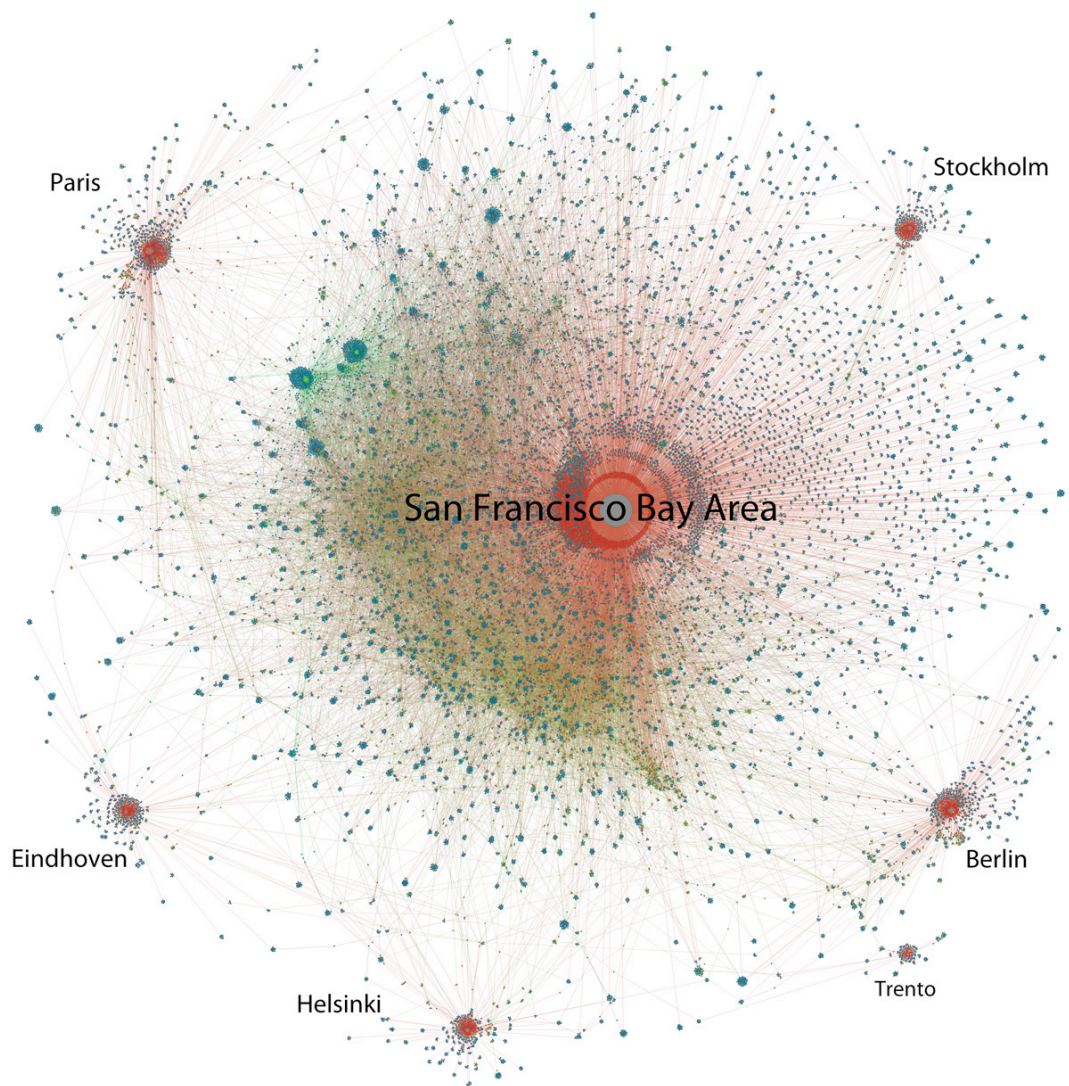 Stockholm
Paris
San Francisco Bay Area
Eindhoven
Berlin
Trento
Helsinki